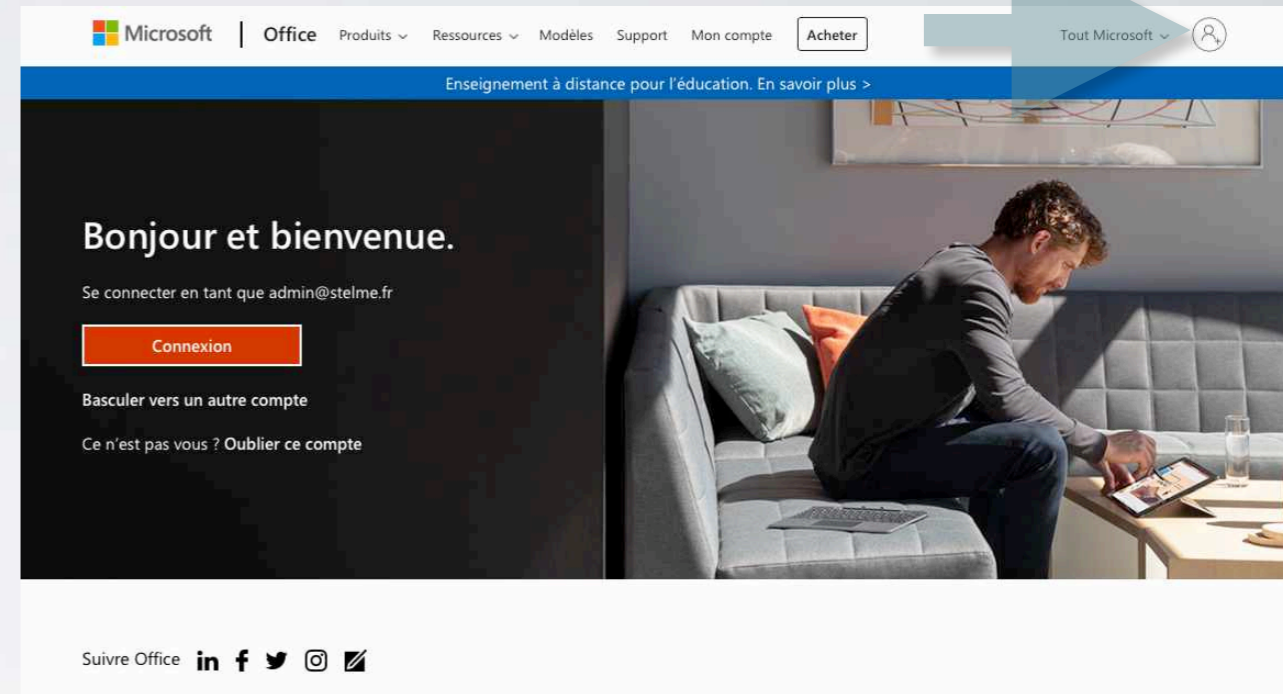 Microsoft Office Produits Ressources Modèles Support Mon compte Acheter Tout Microsoft
Enseignement à distance pour l'éducation. En savoir plus >
Bonjour et bienvenue.
Se connecter en tant que admin@stelme.fr
Connexion
Basculer vers un autre compte
Ce n'est pas vous ? Oublier ce compte
Suivre Office